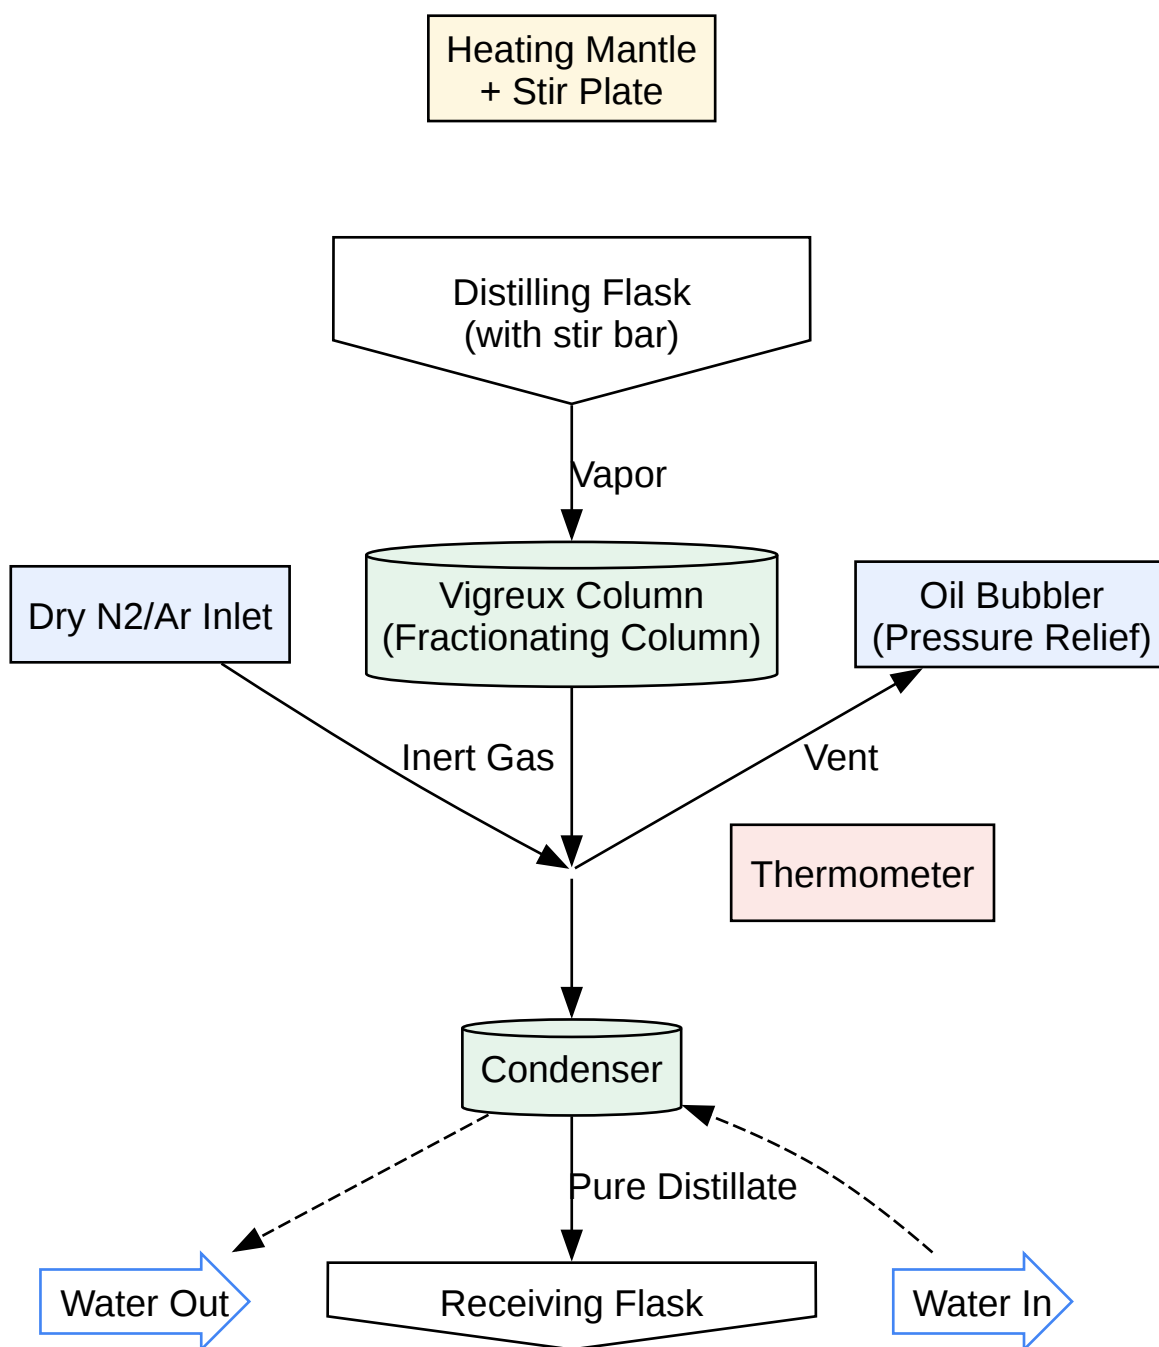 Heating Mantle
+ Stir Plate
Distilling Flask
(with stir bar)
Vapor
Dry N2/Ar Inlet
Vigreux Column
(Fractionating Column)
Oil Bubbler
(Pressure Relief)
Inert Gas
Vent
Thermometer
Condenser
Pure Distillate
Water Out
Receiving Flask
Water In